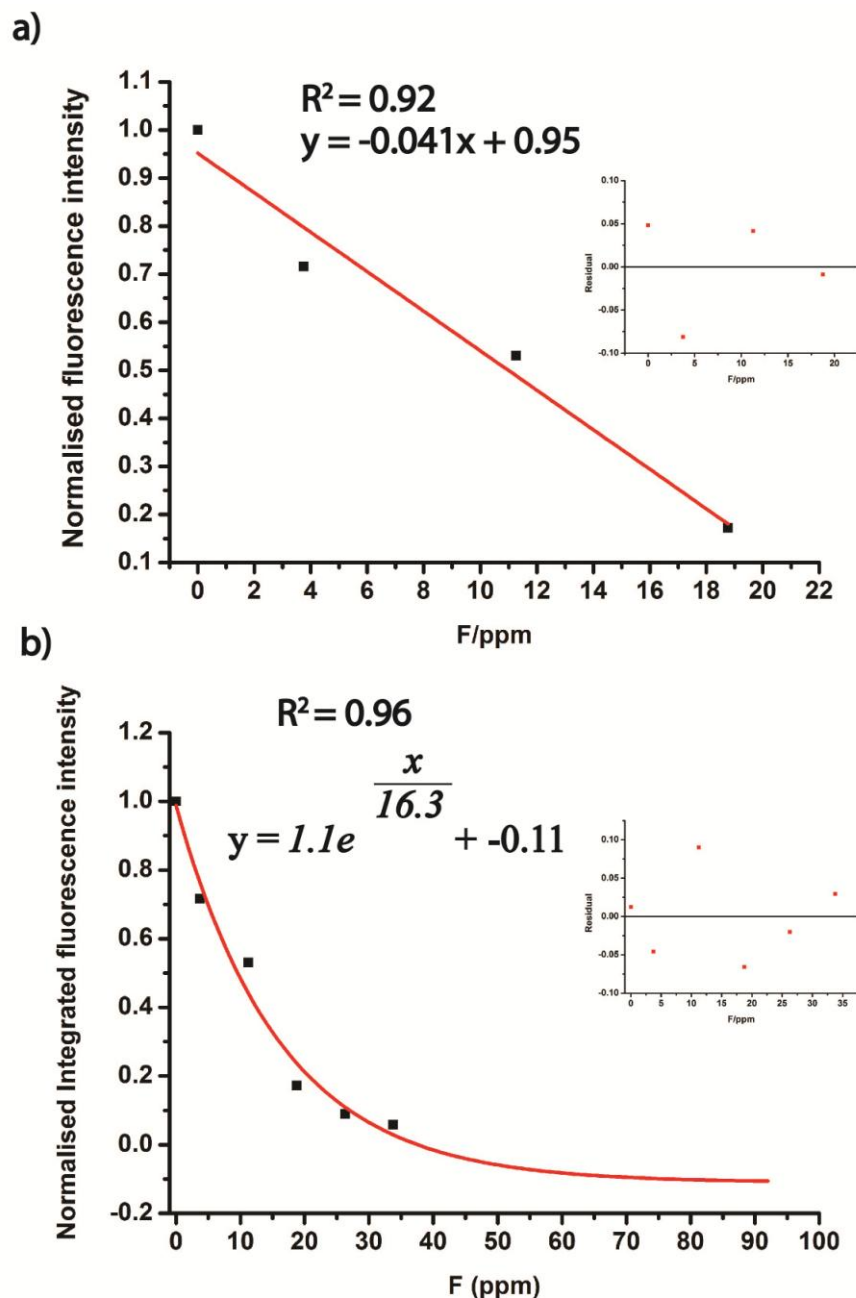 a)
R² = 0.92
y = -0.041x + 0.95
Normalised fluorescence intensity
1.1
1.0
0.9
0.8
0.7
0.6
0.5
0.4
0.3
0.2
0.1
0 2 4 6 8 10 12 14 16 18 20 22
F/ppm
Residual
0.10
0.05
0.00
-0.05
-0.10
0 5 10 15 20
F/ppm
b)
R² = 0.96
x
16.3
y = 1.1e + -0.11
Normalised Integrated fluorescence intensity
1.2
1.0
0.8
0.6
0.4
0.2
0.0
-0.2
0 10 20 30 40 50 60 70 80 90 100
F (ppm)
Residual
0.10
0.05
0.00
-0.05
-0.10
0 5 10 15 20 25 30 35
F/ppm